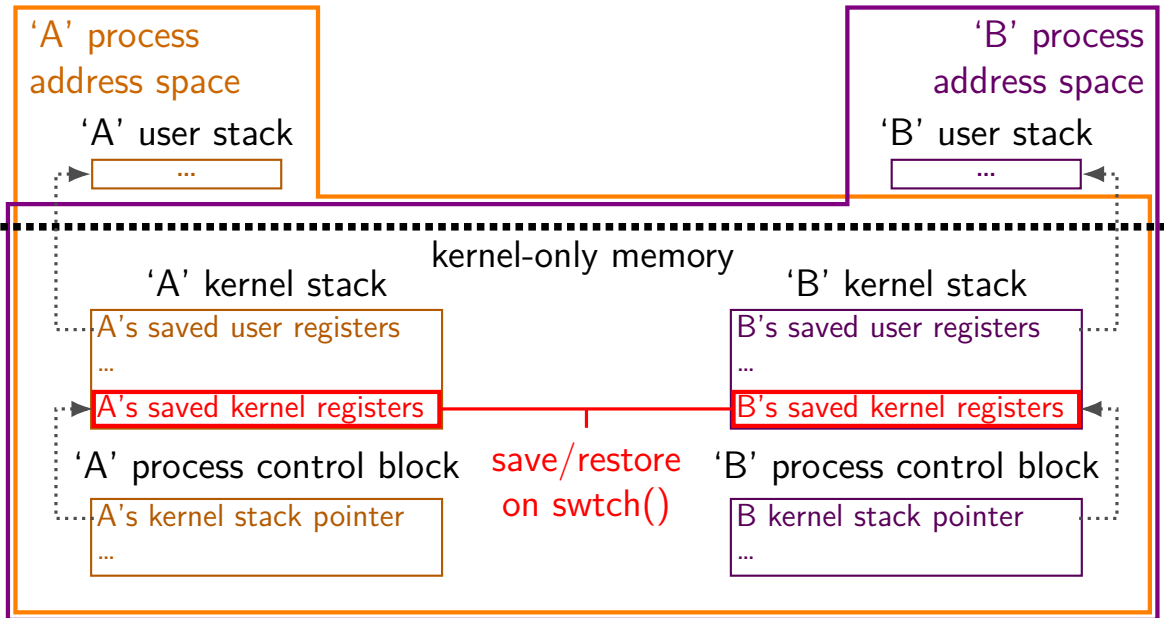 ‘A’ process
address space
‘A’ user stack
...
‘B’ process
address space
‘B’ user stack
...
kernel-only memory
‘A’ kernel stack
A's saved user registers
...
A's saved kernel registers
‘B’ kernel stack
B's saved user registers
...
B's saved kernel registers
save/restore
on swtch()
‘A’ process control block
A's kernel stack pointer
...
‘B’ process control block
B kernel stack pointer
...